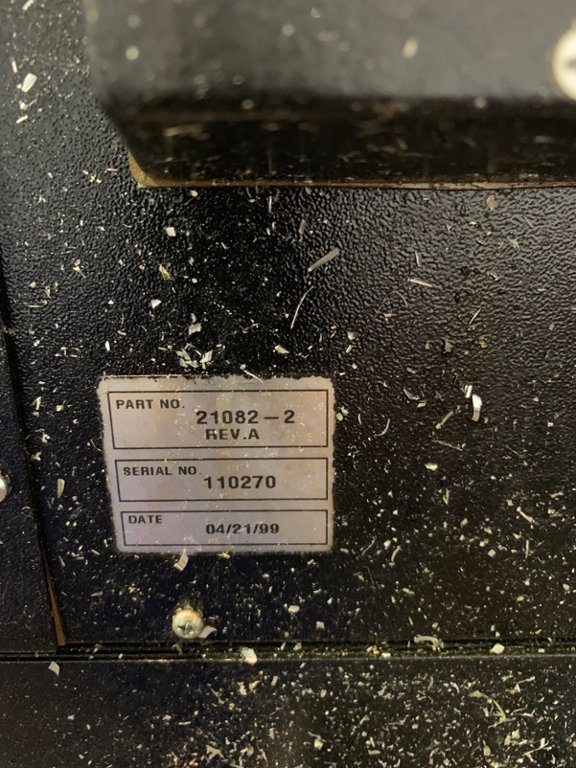 PART NO. 21082-2
REV.A
SERIAL NO. 110270
DATE 04/21/99